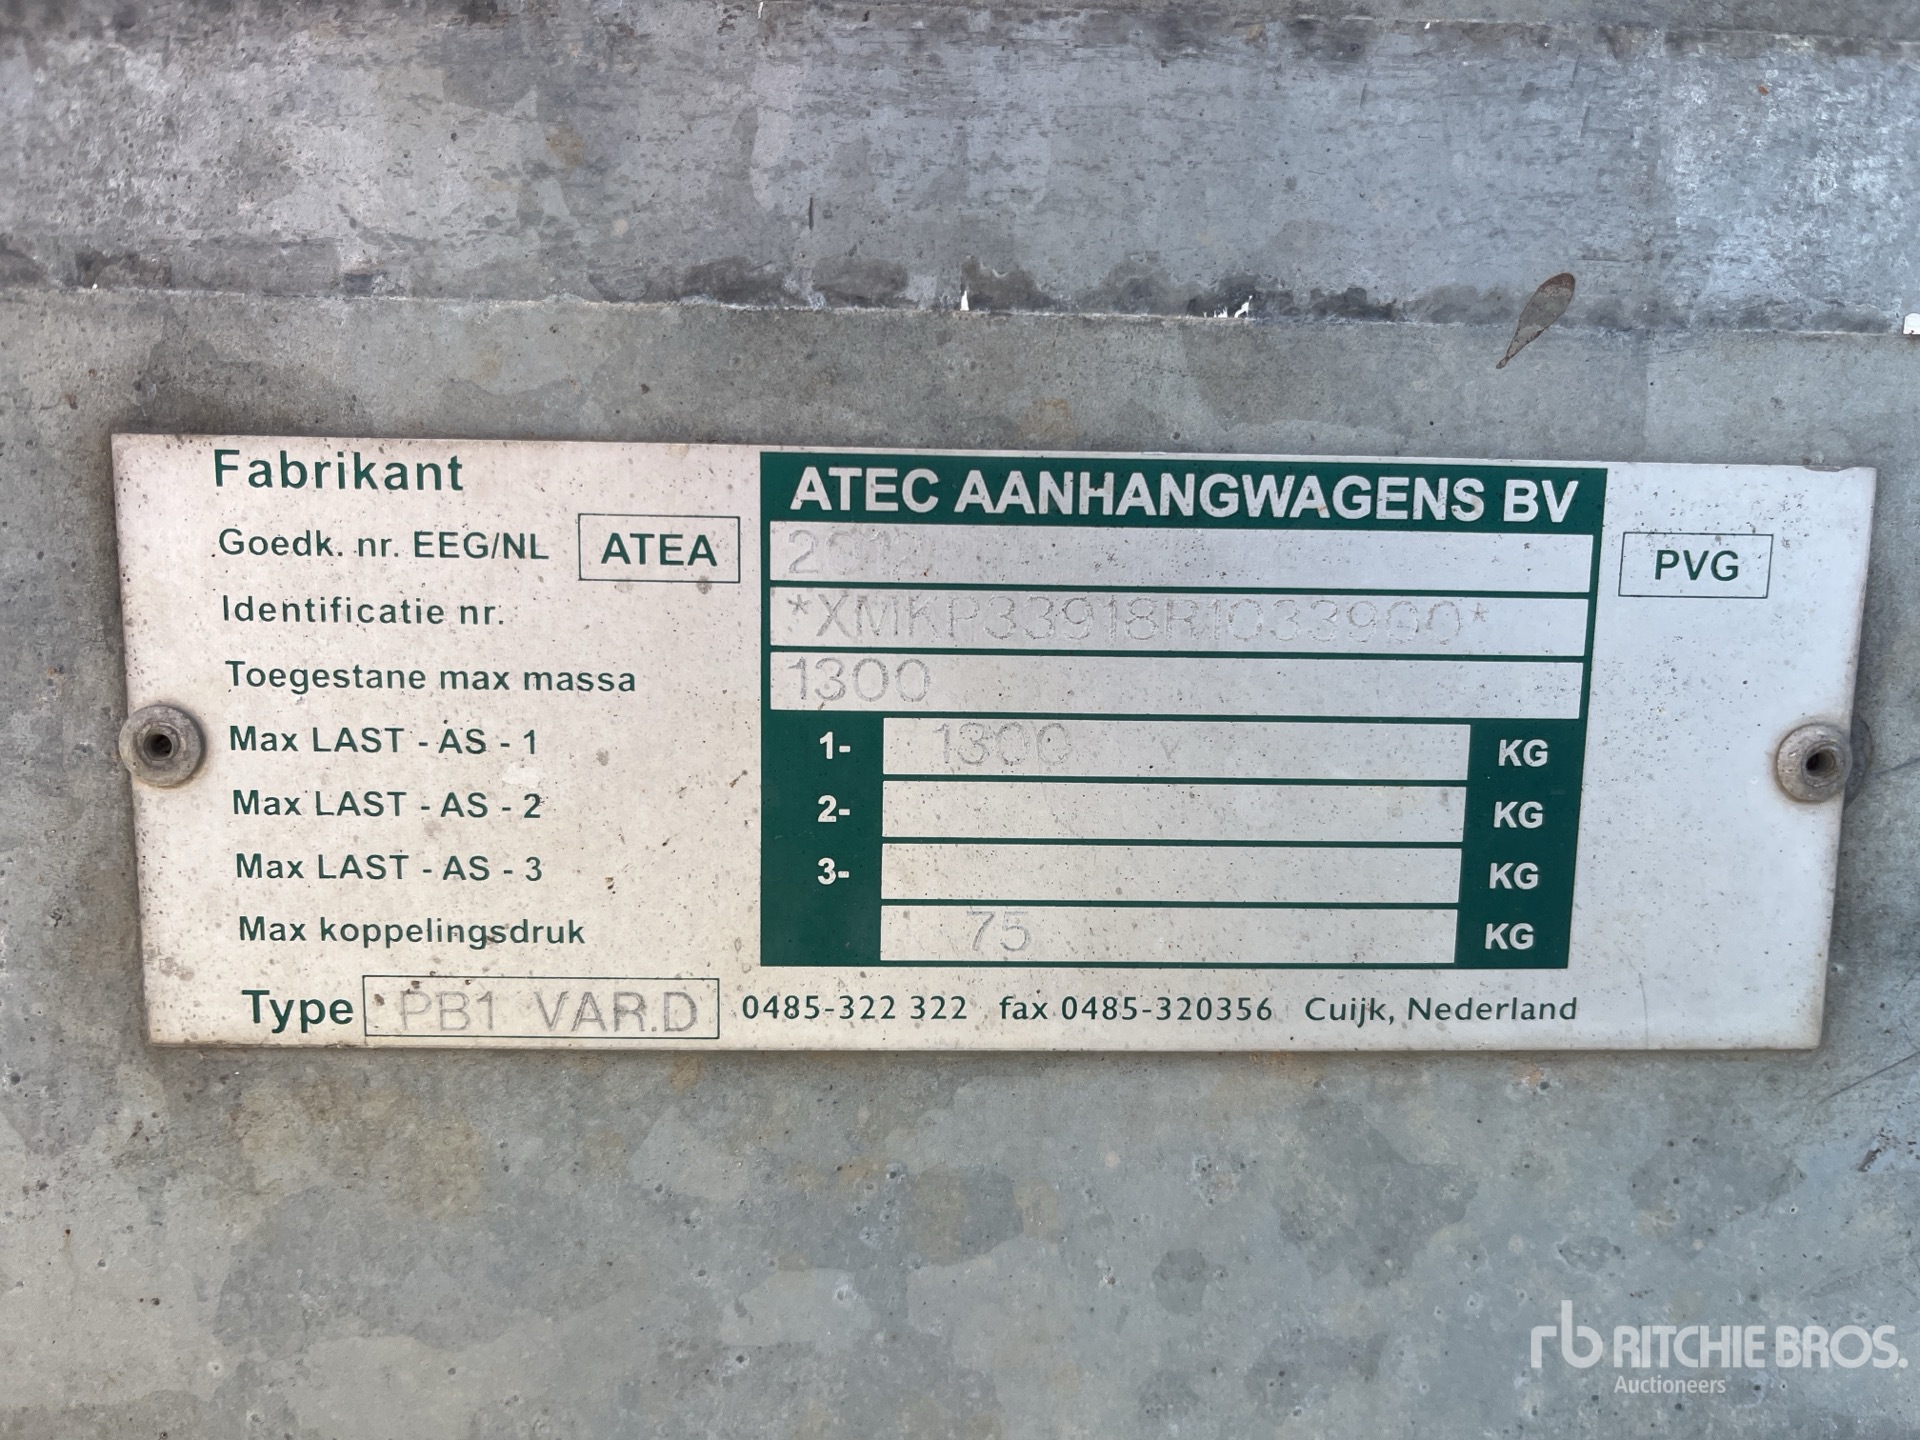 Fabrikant ATEC AANHANGWAGENS BV
Goedk. nr. EEG/NL ATEA PVG
Identificatie nr. *XMKP33918R1033900*
Toegestane max massa 1300
Max LAST - AS - 1 1- 1300 KG
Max LAST - AS - 2 2- KG
Max LAST - AS - 3 3- KG
Max koppelingsdruk 75 KG
Type PB1 VAR.D 0485-322 322 fax 0485-320356 Cuijk, Nederland
rb RITCHIE BROS.
Auctioneers